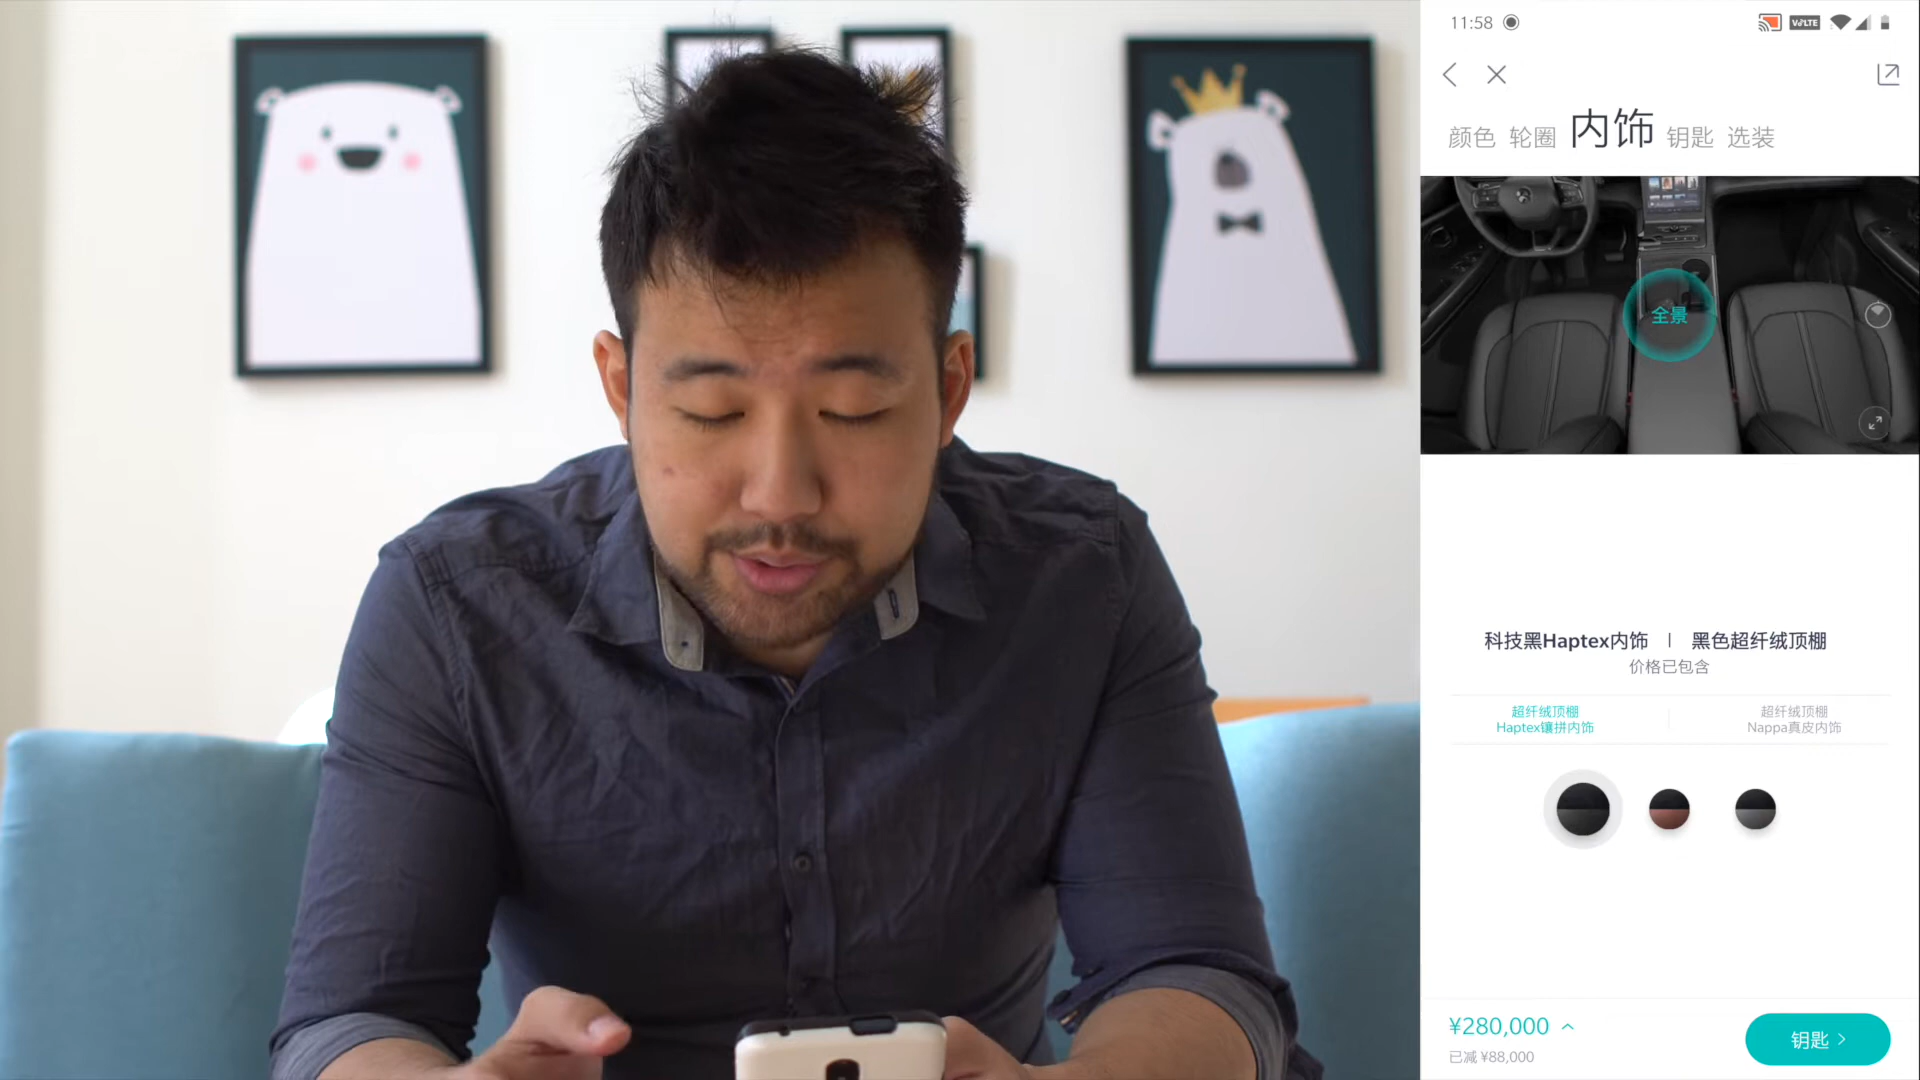 11:58
VoLTE
颜色 轮圈 内饰 钥匙 选装
全景
科技黑Haptex内饰 | 黑色超纤绒顶棚
价格已包含
超纤绒顶棚
Haptex镶拼内饰
超纤绒顶棚
Nappa真皮内饰
¥280,000
已减 ¥88,000
钥匙 >